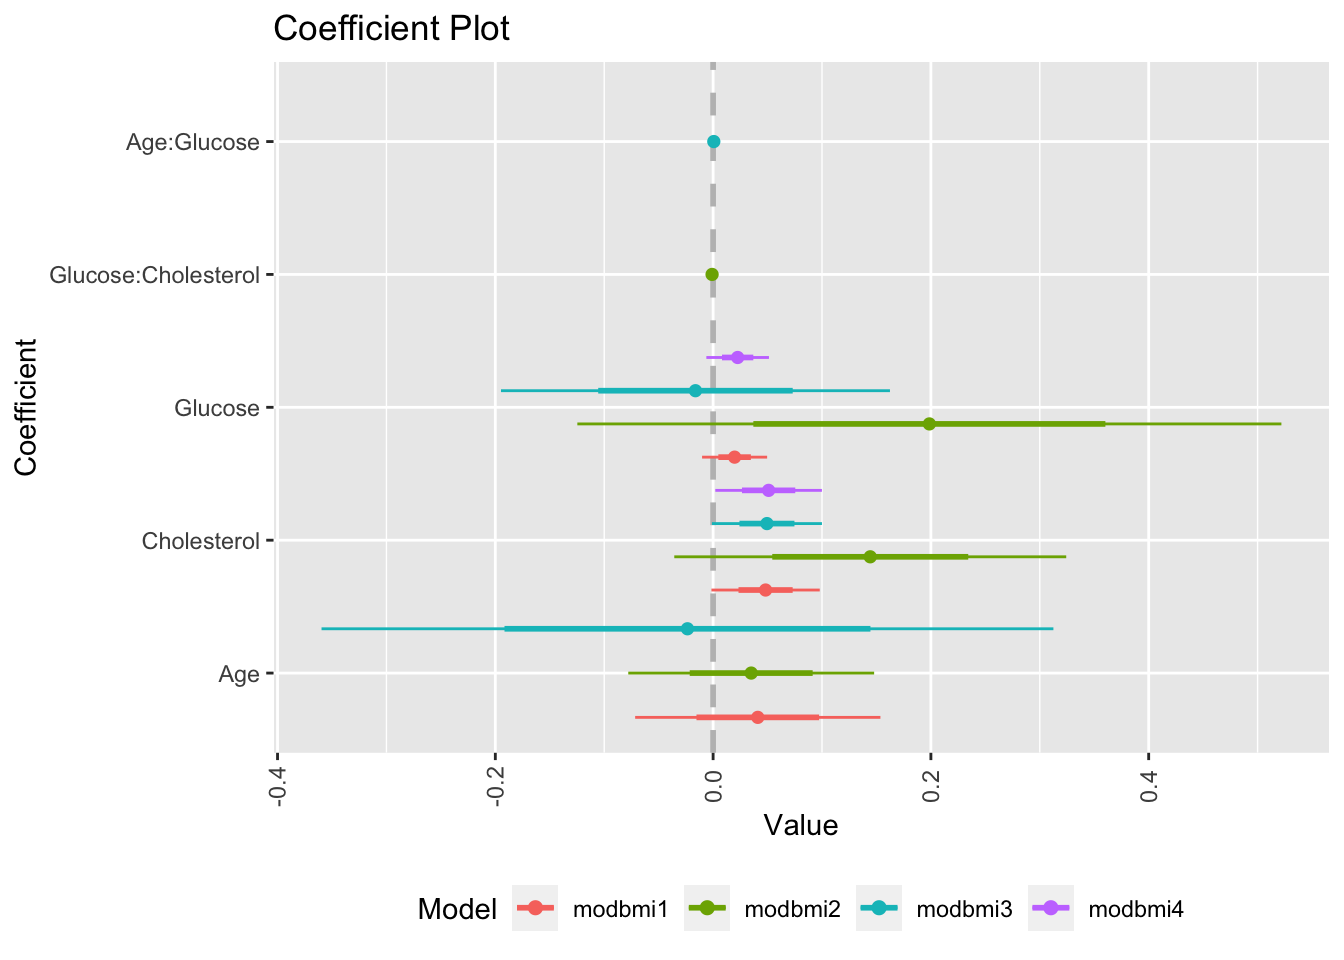 Coefficient Plot
Coefficient
Age:Glucose
Glucose:Cholesterol
Glucose
Cholesterol
Age
-0.4 -0.2 0.0 0.2 0.4
Value
Model modbmi1 modbmi2 modbmi3 modbmi4